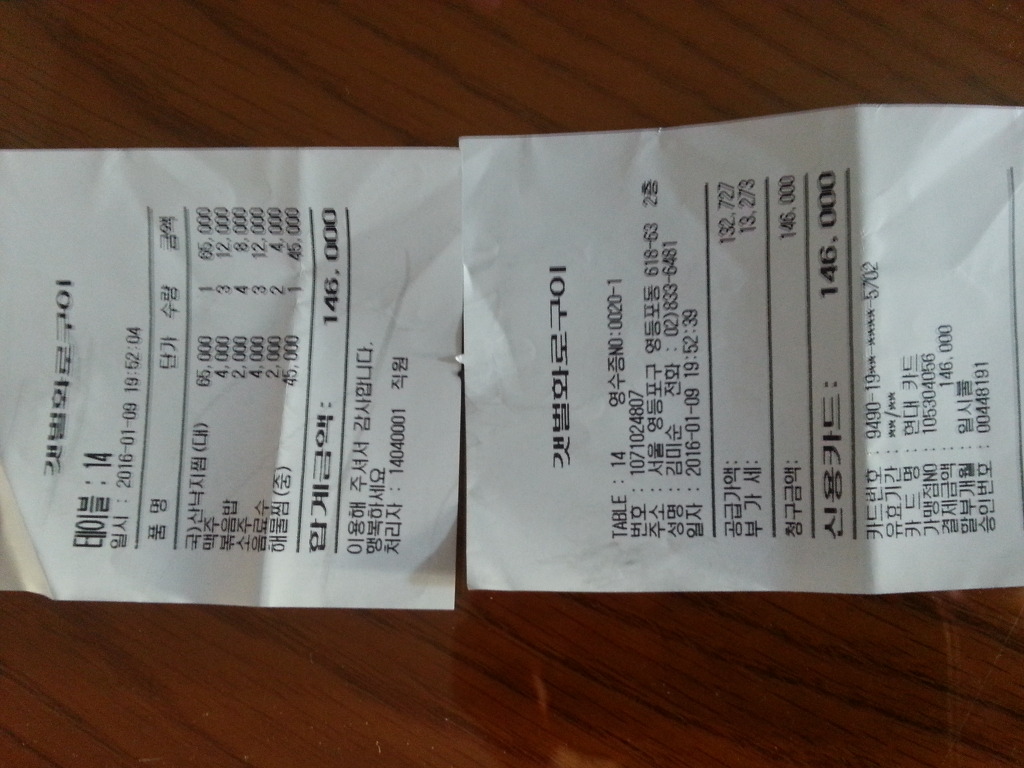 갯벌화로구이
테이블 : 14
일시 : 2016-01-09 19:52:04
품 명 단가 수량 금액
국산낙지찜(대) 65,000 1 65,000
맥주 4,000 3 12,000
볶음밥 2,000 4 8,000
소주 4,000 3 12,000
음료수 2,000 2 4,000
해물찜(중) 45,000 1 45,000
합계금액: 146,000
이용해 주셔서 감사합니다.
행복하세요
처리자 : 14040001 직원
갯벌화로구이
TABLE : 14 영수증NO:0020-1
번호 : 1071024807
주소 : 서울 영등포구 영등포동 618-63 2층
성명 : 김미순 전화 : (02)833-6481
일자 : 2016-01-09 19:52:39
공급가액: 132,727
부 가 세: 13,273
청구금액: 146,000
신용카드: 146,000
카드번호 : 9490-19**-****-5702
유효기간 : **/**
카 드 명 : 현대 카드
가맹점NO : 105304056
결제금액 : 146,000
할부개월 : 일시불
승인번호 : 00448191